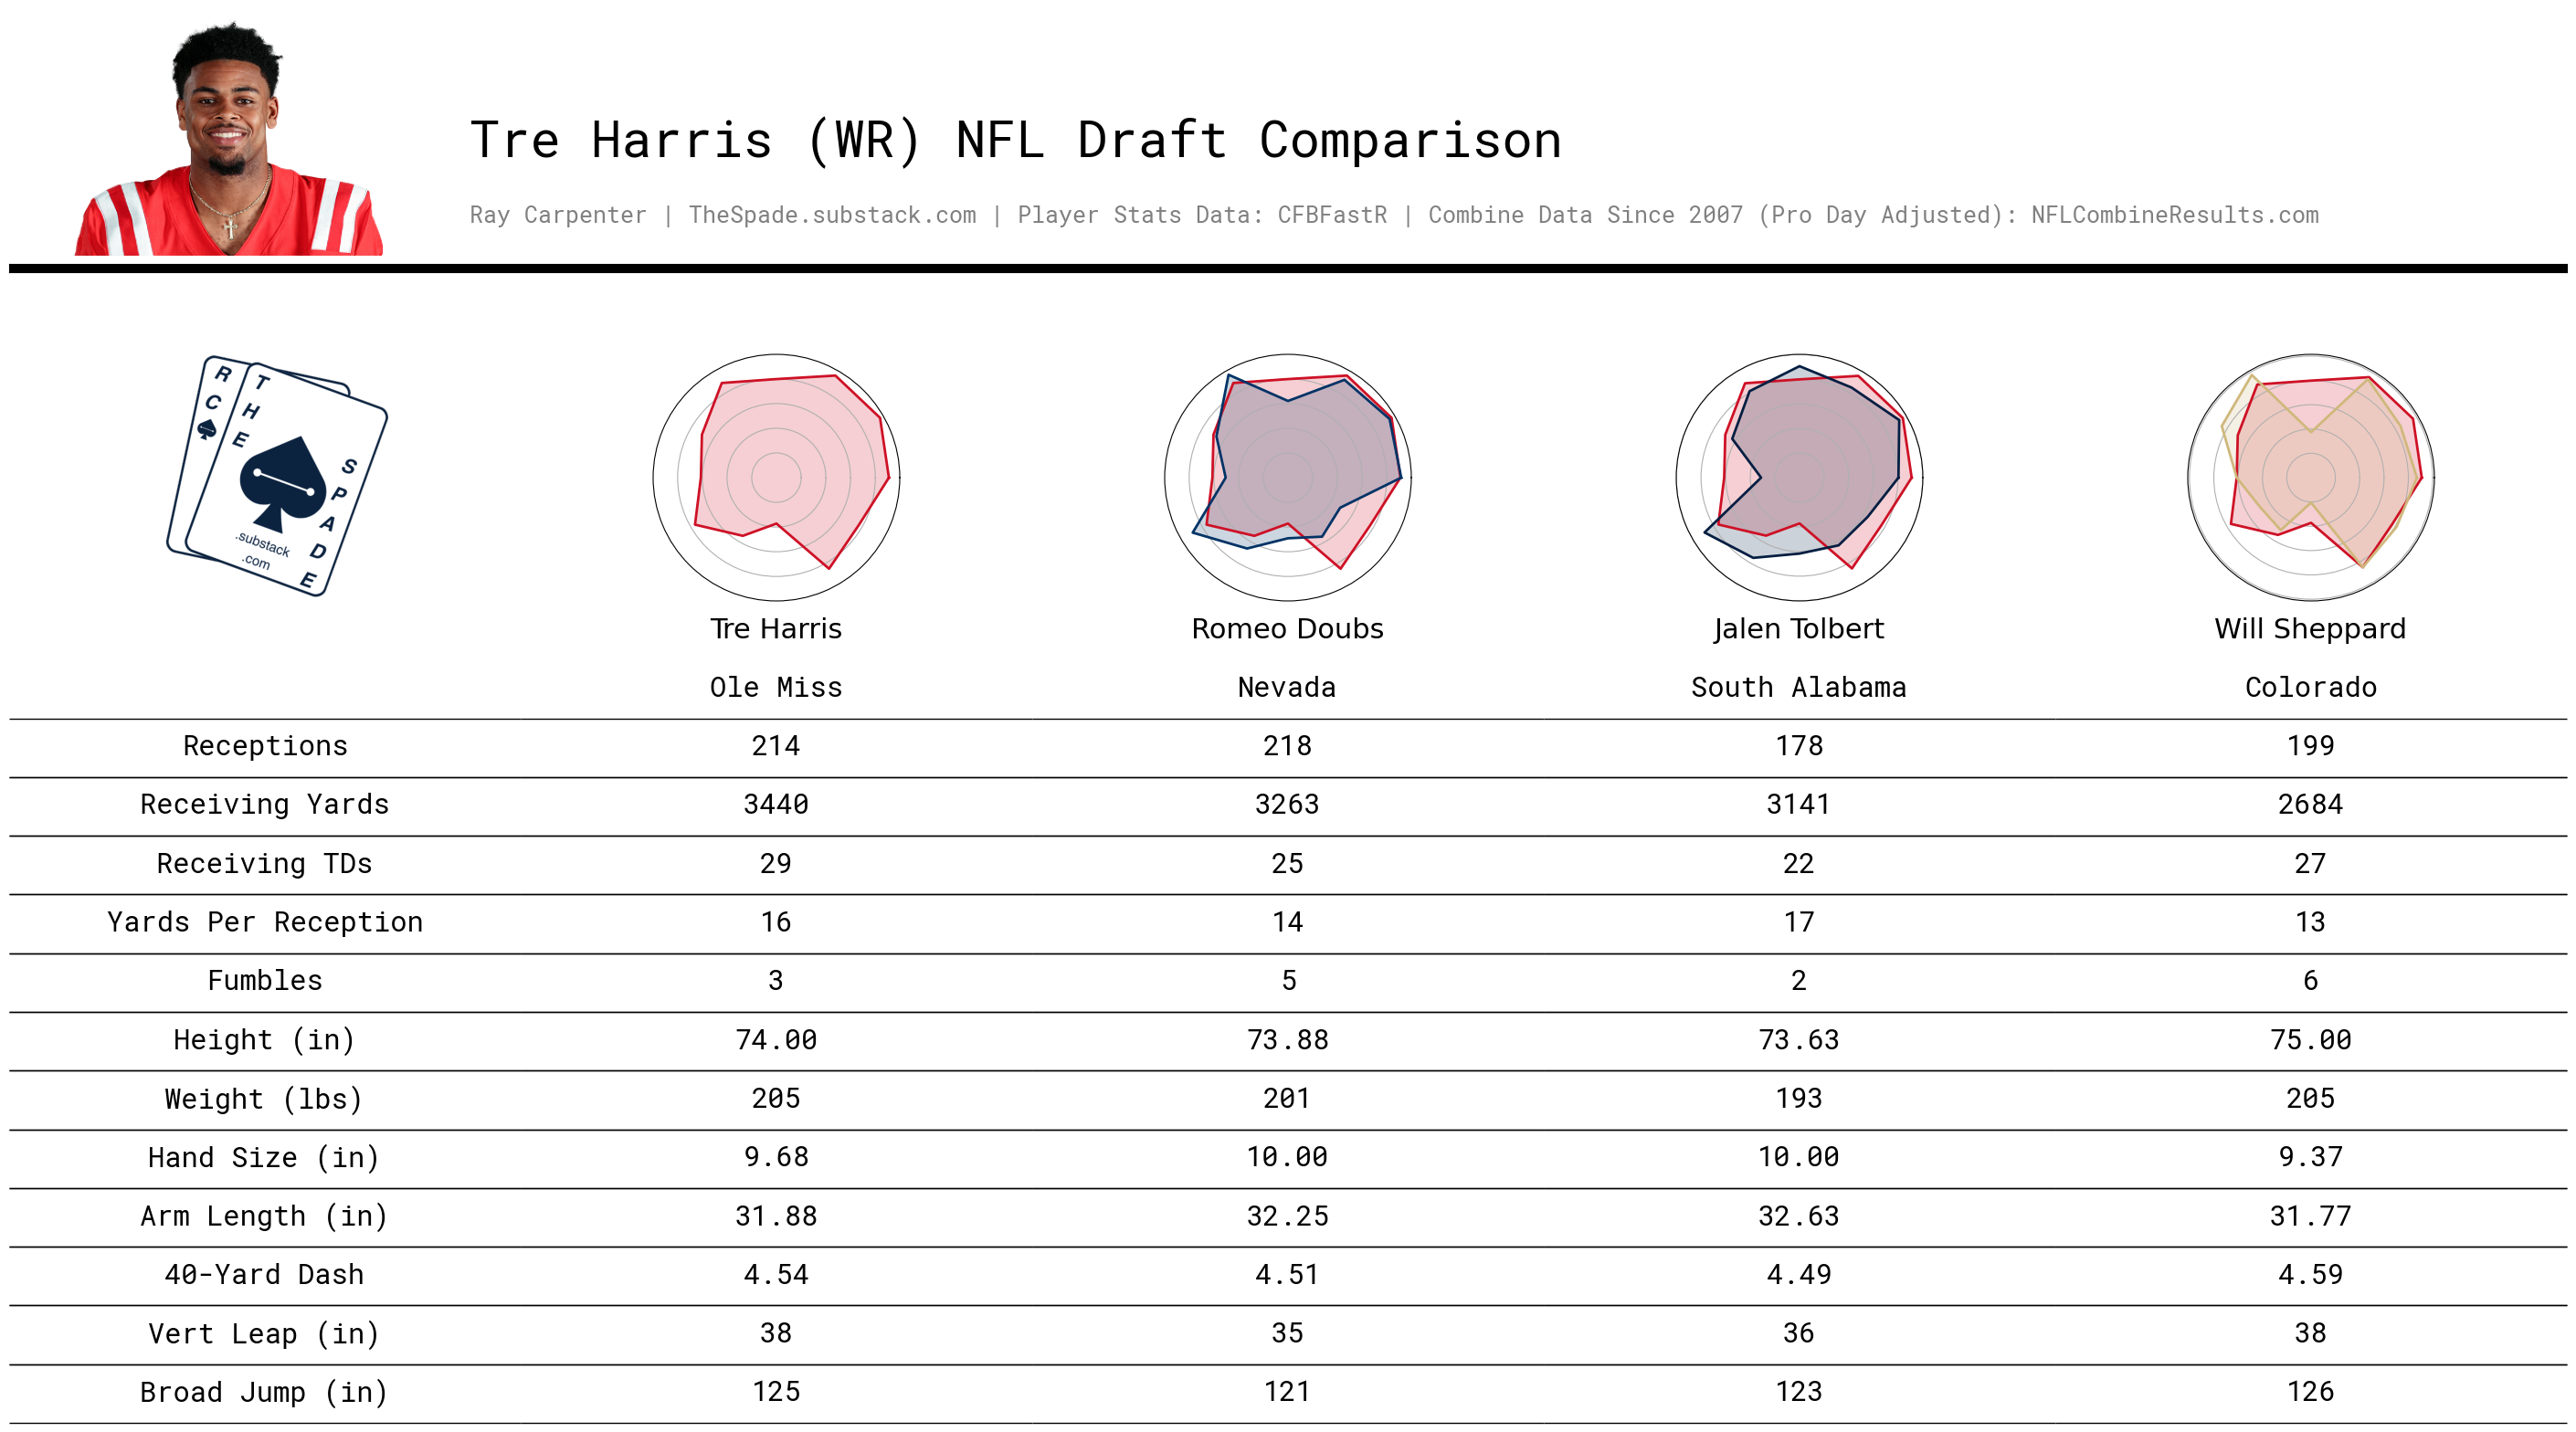 Tre Harris (WR) NFL Draft Comparison
Ray Carpenter | TheSpade.substack.com | Player Stats Data: CFBFastR | Combine Data Since 2007 (Pro Day Adjusted): NFLCombineResults.com
RC
THE
SPADE
.substack
.com
Tre Harris Romeo Doubs Jalen Tolbert Will Sheppard
Ole Miss Nevada South Alabama Colorado
Receptions 214 218 178 199
Receiving Yards 3440 3263 3141 2684
Receiving TDs 29 25 22 27
Yards Per Reception 16 14 17 13
Fumbles 3 5 2 6
Height (in) 74.00 73.88 73.63 75.00
Weight (lbs) 205 201 193 205
Hand Size (in) 9.68 10.00 10.00 9.37
Arm Length (in) 31.88 32.25 32.63 31.77
40-Yard Dash 4.54 4.51 4.49 4.59
Vert Leap (in) 38 35 36 38
Broad Jump (in) 125 121 123 126